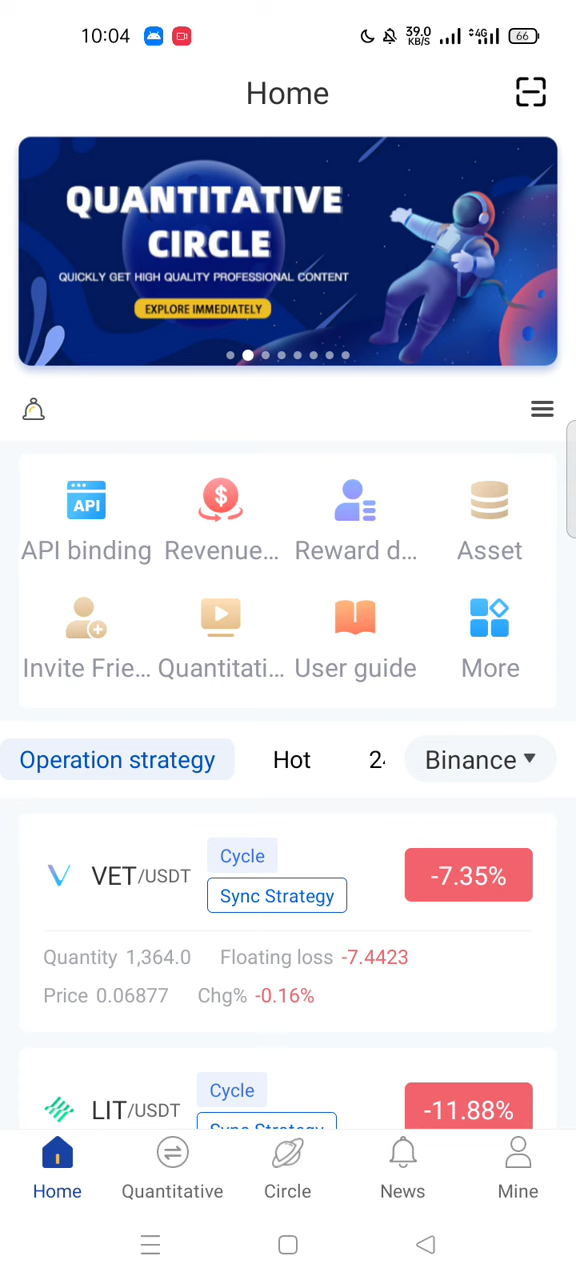 10:04
39.0
KB/S
4G
66
Home
QUANTITATIVE
CIRCLE
QUICKLY GET HIGH QUALITY PROFESSIONAL CONTENT
EXPLORE IMMEDIATELY
API
API binding
$
Revenue...
Reward d...
Asset
Invite Frie...
Quantitati...
User guide
More
Operation strategy
Hot
Binance
VET/USDT
Cycle
Sync Strategy
-7.35%
Quantity 1,364.0 Floating loss -7.4423
Price 0.06877 Chg% -0.16%
LIT/USDT
Cycle
Sync Strategy
-11.88%
Home
Quantitative
Circle
News
Mine